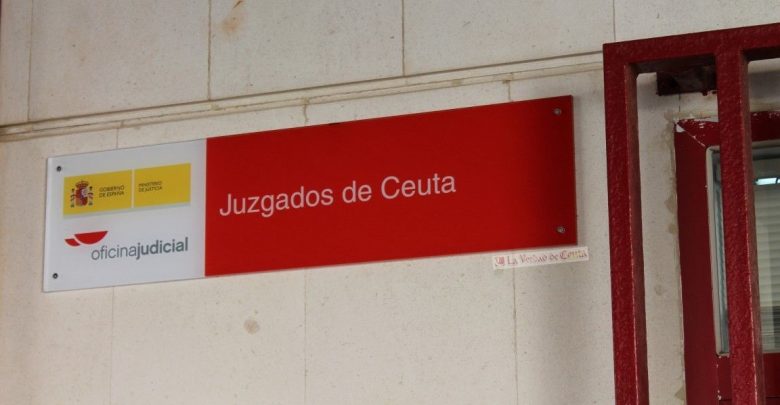 GOBIERNO
DE ESPAÑA
MINISTERIO
DE JUSTICIA
oficinajudicial
Juzgados de Ceuta
La Verdad de Ceuta